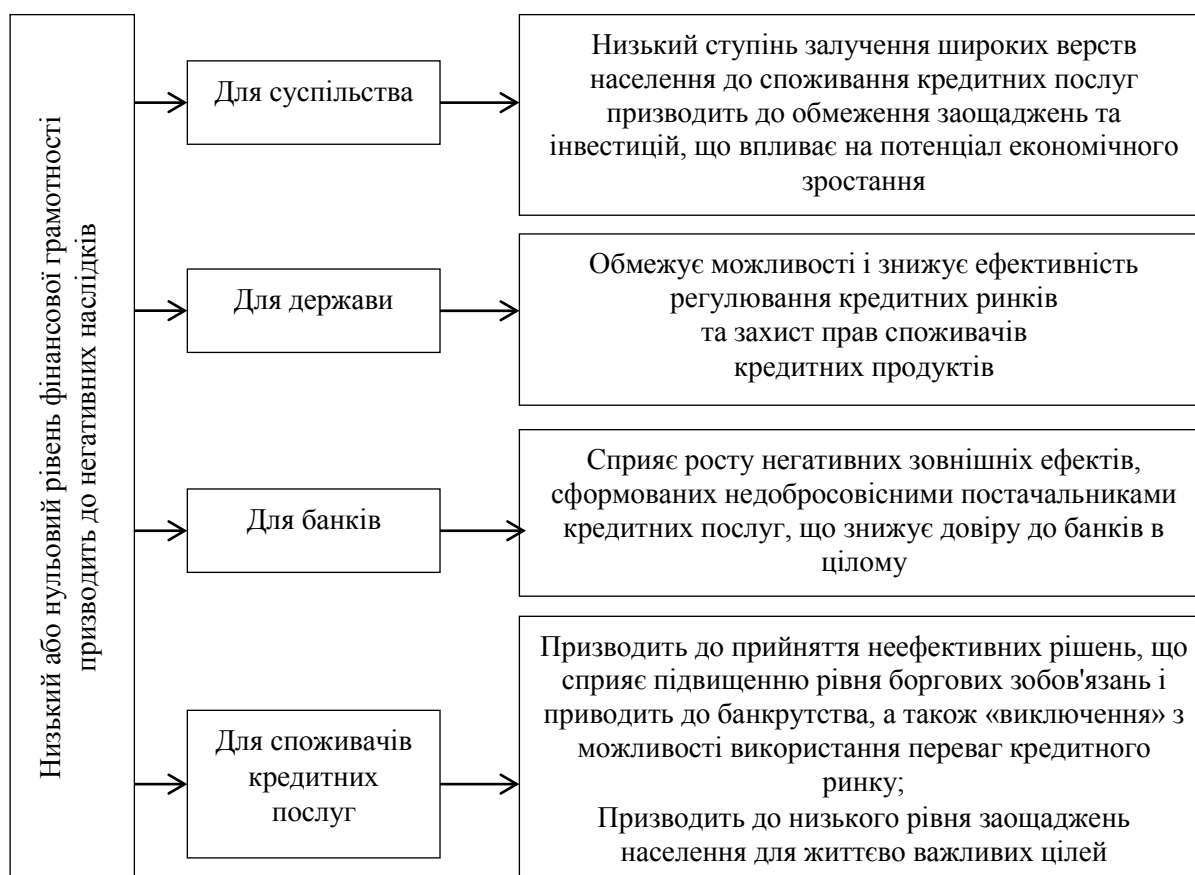 Низький або нульовий рівень фінансової грамотності
призводить до негативних наслідків
Для суспільства
Низький ступінь залучення широких верств
населення до споживання кредитних послуг
призводить до обмеження заощаджень та
інвестицій, що впливає на потенціал економічного
зростання
Для держави
Обмежує можливості і знижує ефективність
регулювання кредитних ринків
та захист прав споживачів
кредитних продуктів
Для банків
Сприяє росту негативних зовнішніх ефектів,
сформованих недобросовісними постачальниками
кредитних послуг, що знижує довіру до банків в
цілому
Для споживачів
кредитних
послуг
Призводить до прийняття неефективних рішень, що
сприяє підвищенню рівня боргових зобов'язань і
приводить до банкрутства, а також «виключення» з
можливості використання переваг кредитного
ринку;
Призводить до низького рівня заощаджень
населення для життєво важливих цілей